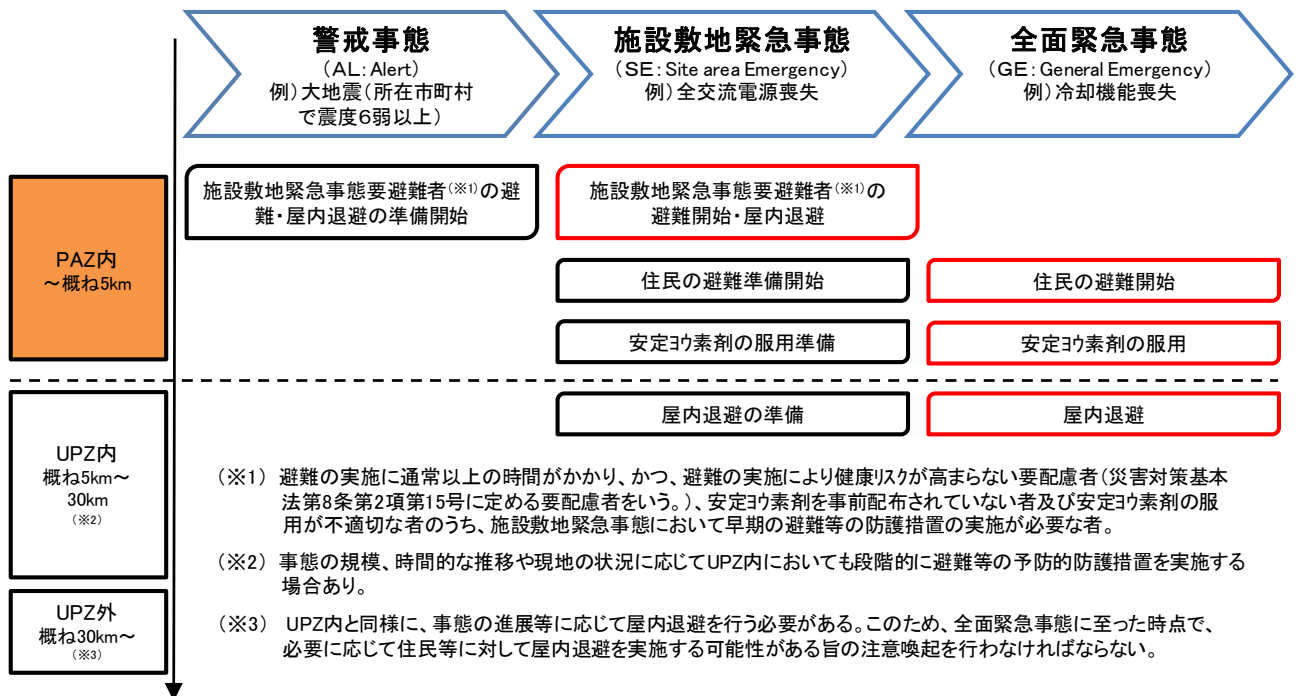 警戒事態
(AL:Alert)
例)大地震(所在市町村
で震度6弱以上)
施設敷地緊急事態
(SE:Site area Emergency)
例)全交流電源喪失
全面緊急事態
(GE:General Emergency)
例)冷却機能喪失
施設敷地緊急事態要避難者(※1)の避
難・屋内退避の準備開始
施設敷地緊急事態要避難者(※1)の
避難開始・屋内退避
PAZ内
~概ね5km
住民の避難準備開始
住民の避難開始
安定ヨウ素剤の服用準備
安定ヨウ素剤の服用
屋内退避の準備
屋内退避
UPZ内
概ね5km~
30km
(※2)
(※1) 避難の実施に通常以上の時間がかかり、かつ、避難の実施により健康リスクが高まらない要配慮者(災害対策基本
法第8条第2項第15号に定める要配慮者をいう。)、安定ヨウ素剤を事前配布されていない者及び安定ヨウ素剤の服
用が不適切な者のうち、施設敷地緊急事態において早期の避難等の防護措置の実施が必要な者。
(※2) 事態の規模、時間的な推移や現地の状況に応じてUPZ内においても段階的に避難等の予防的防護措置を実施する
場合あり。
UPZ外
概ね30km~
(※3)
(※3) UPZ内と同様に、事態の進展等に応じて屋内退避を行う必要がある。このため、全面緊急事態に至った時点で、
必要に応じて住民等に対して屋内退避を実施する可能性がある旨の注意喚起を行わなければならない。